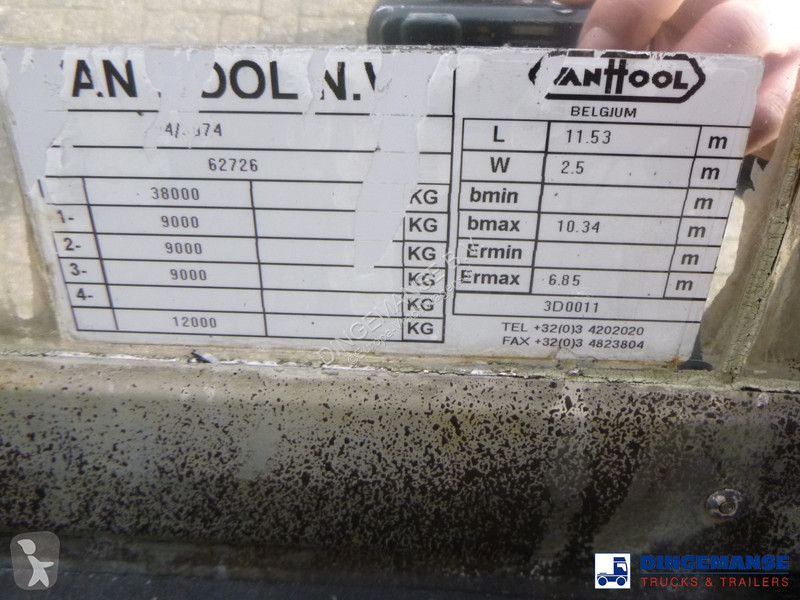 N.V
VANHOOL
BELGIUM
62726
38000 KG
1- 9000 KG
2- 9000 KG
3- 9000 KG
4- KG
12000 KG
L 11.53 m
W 2.5 m
bmin m
bmax 10.34 m
Ermin m
Ermax 6.85 m
3D0011
TEL +32(0)3 4202020
FAX +32(0)3 4823804
DINGEMANSE
TRUCKS & TRAILERS